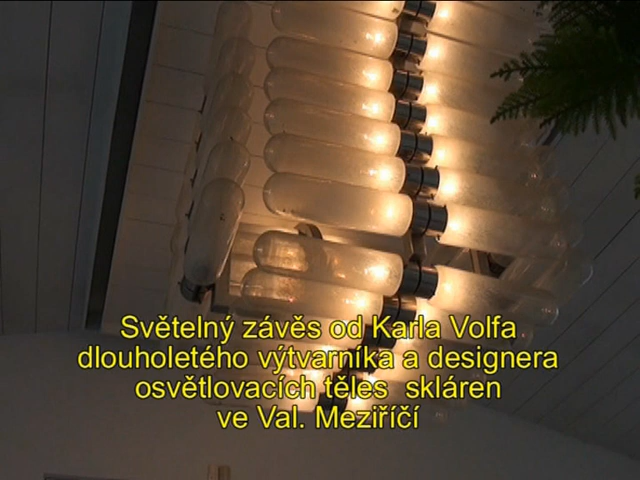 Světelný závěs od Karla Volfa
dlouholetého výtvarníka a designera
osvětlovacích těles skláren
ve Val. Meziříčí